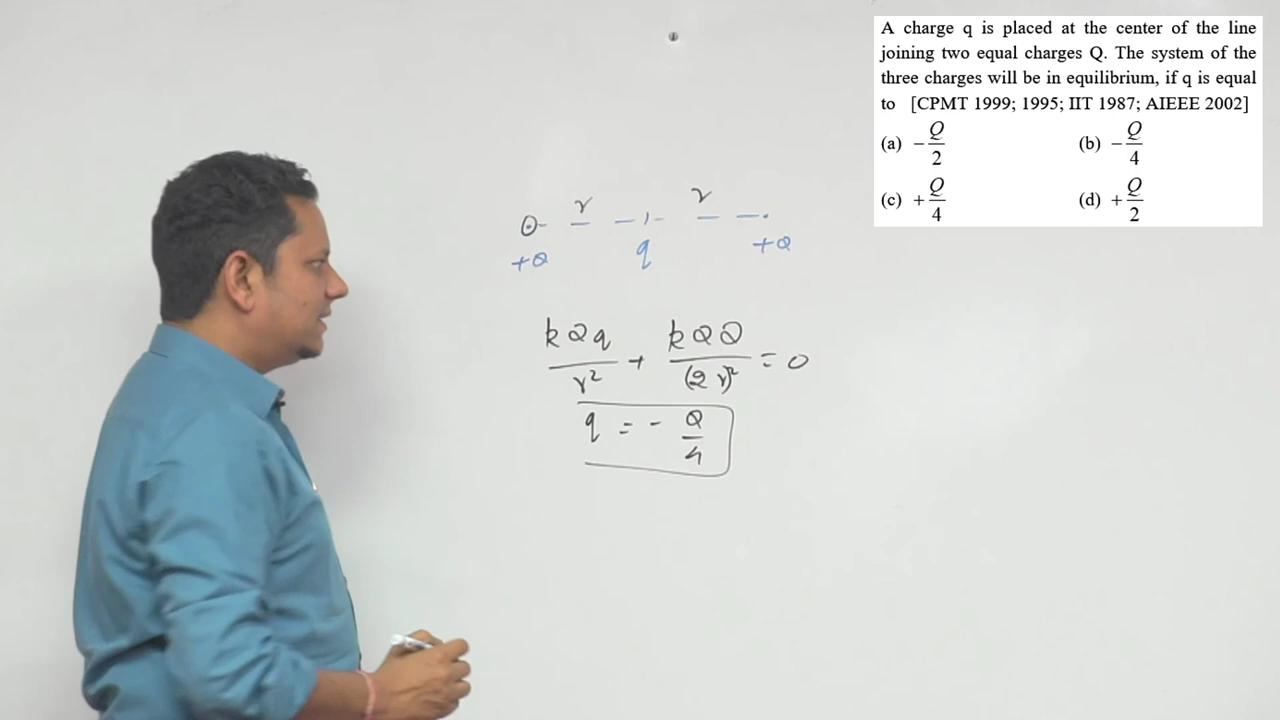 A charge q is placed at the center of the line
joining two equal charges Q. The system of the
three charges will be in equilibrium, if q is equal
to [CPMT 1999; 1995; IIT 1987; AIEEE 2002]
(a) -Q/2 (b) -Q/4
(c) +Q/4 (d) +Q/2
r r
+Q q +Q
kQq/r² + kQQ/(2r)² = 0
q = - Q/4